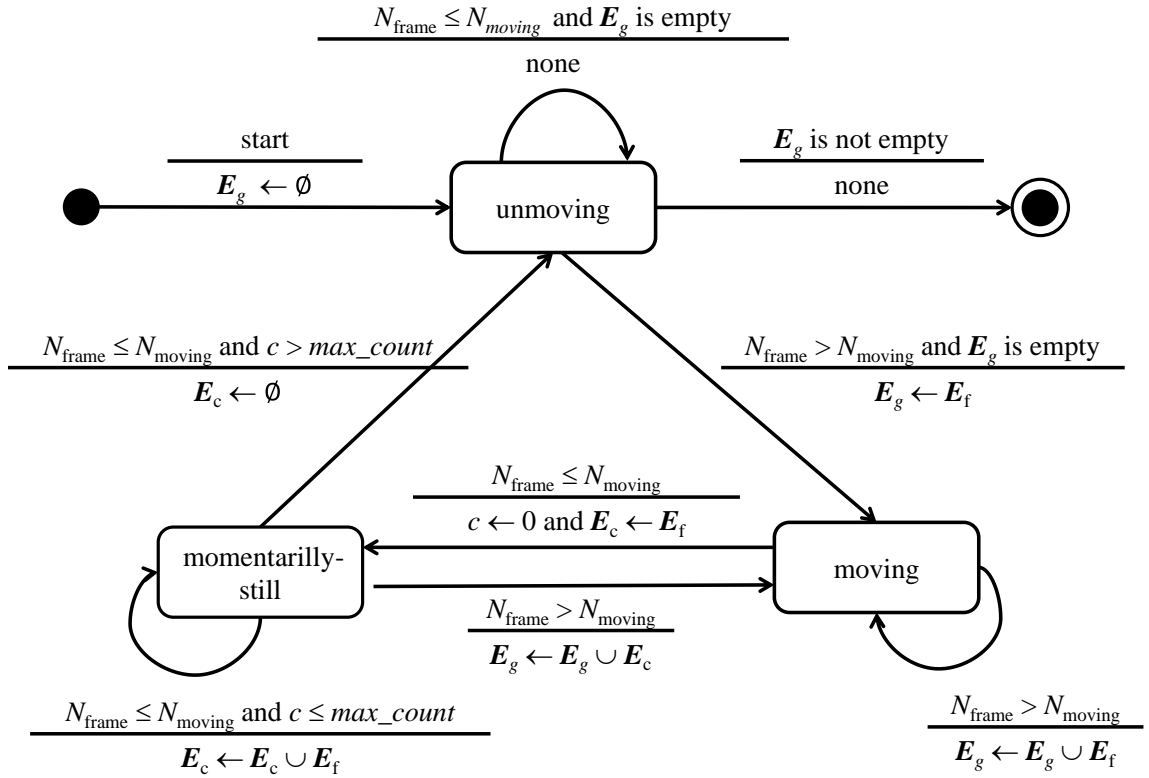 N_frame ≤ N_moving and E_g is empty
none
start
E_g ← ∅
unmoving
E_g is not empty
none
N_frame ≤ N_moving and c > max_count
E_c ← ∅
N_frame > N_moving and E_g is empty
E_g ← E_f
N_frame ≤ N_moving
c ← 0 and E_c ← E_f
momentarilly-
still
moving
N_frame > N_moving
E_g ← E_g ∪ E_c
N_frame ≤ N_moving and c ≤ max_count
E_c ← E_c ∪ E_f
N_frame > N_moving
E_g ← E_g ∪ E_f